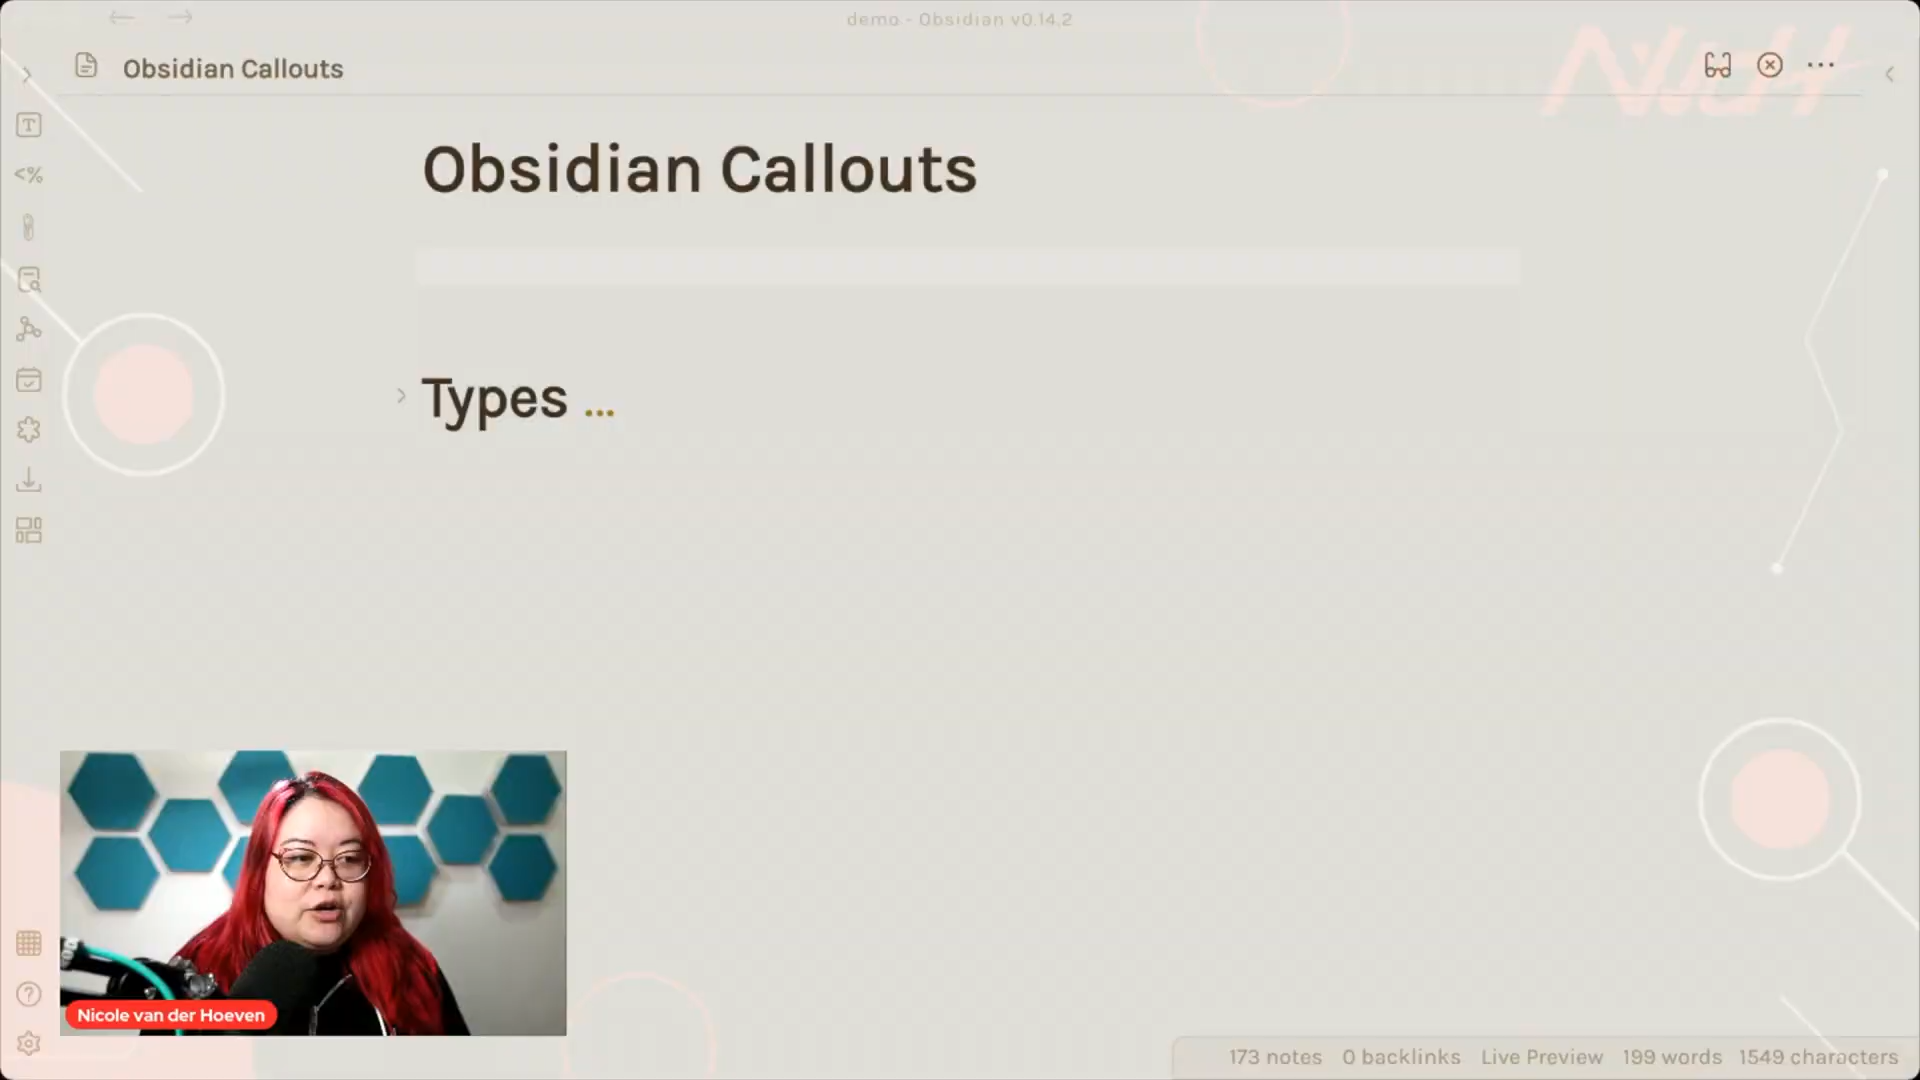 demo - Obsidian v0.14.2
Obsidian Callouts
NvdH
T
<%
Obsidian Callouts
Types ...
Nicole van der Hoeven
173 notes 0 backlinks Live Preview 199 words 1549 characters